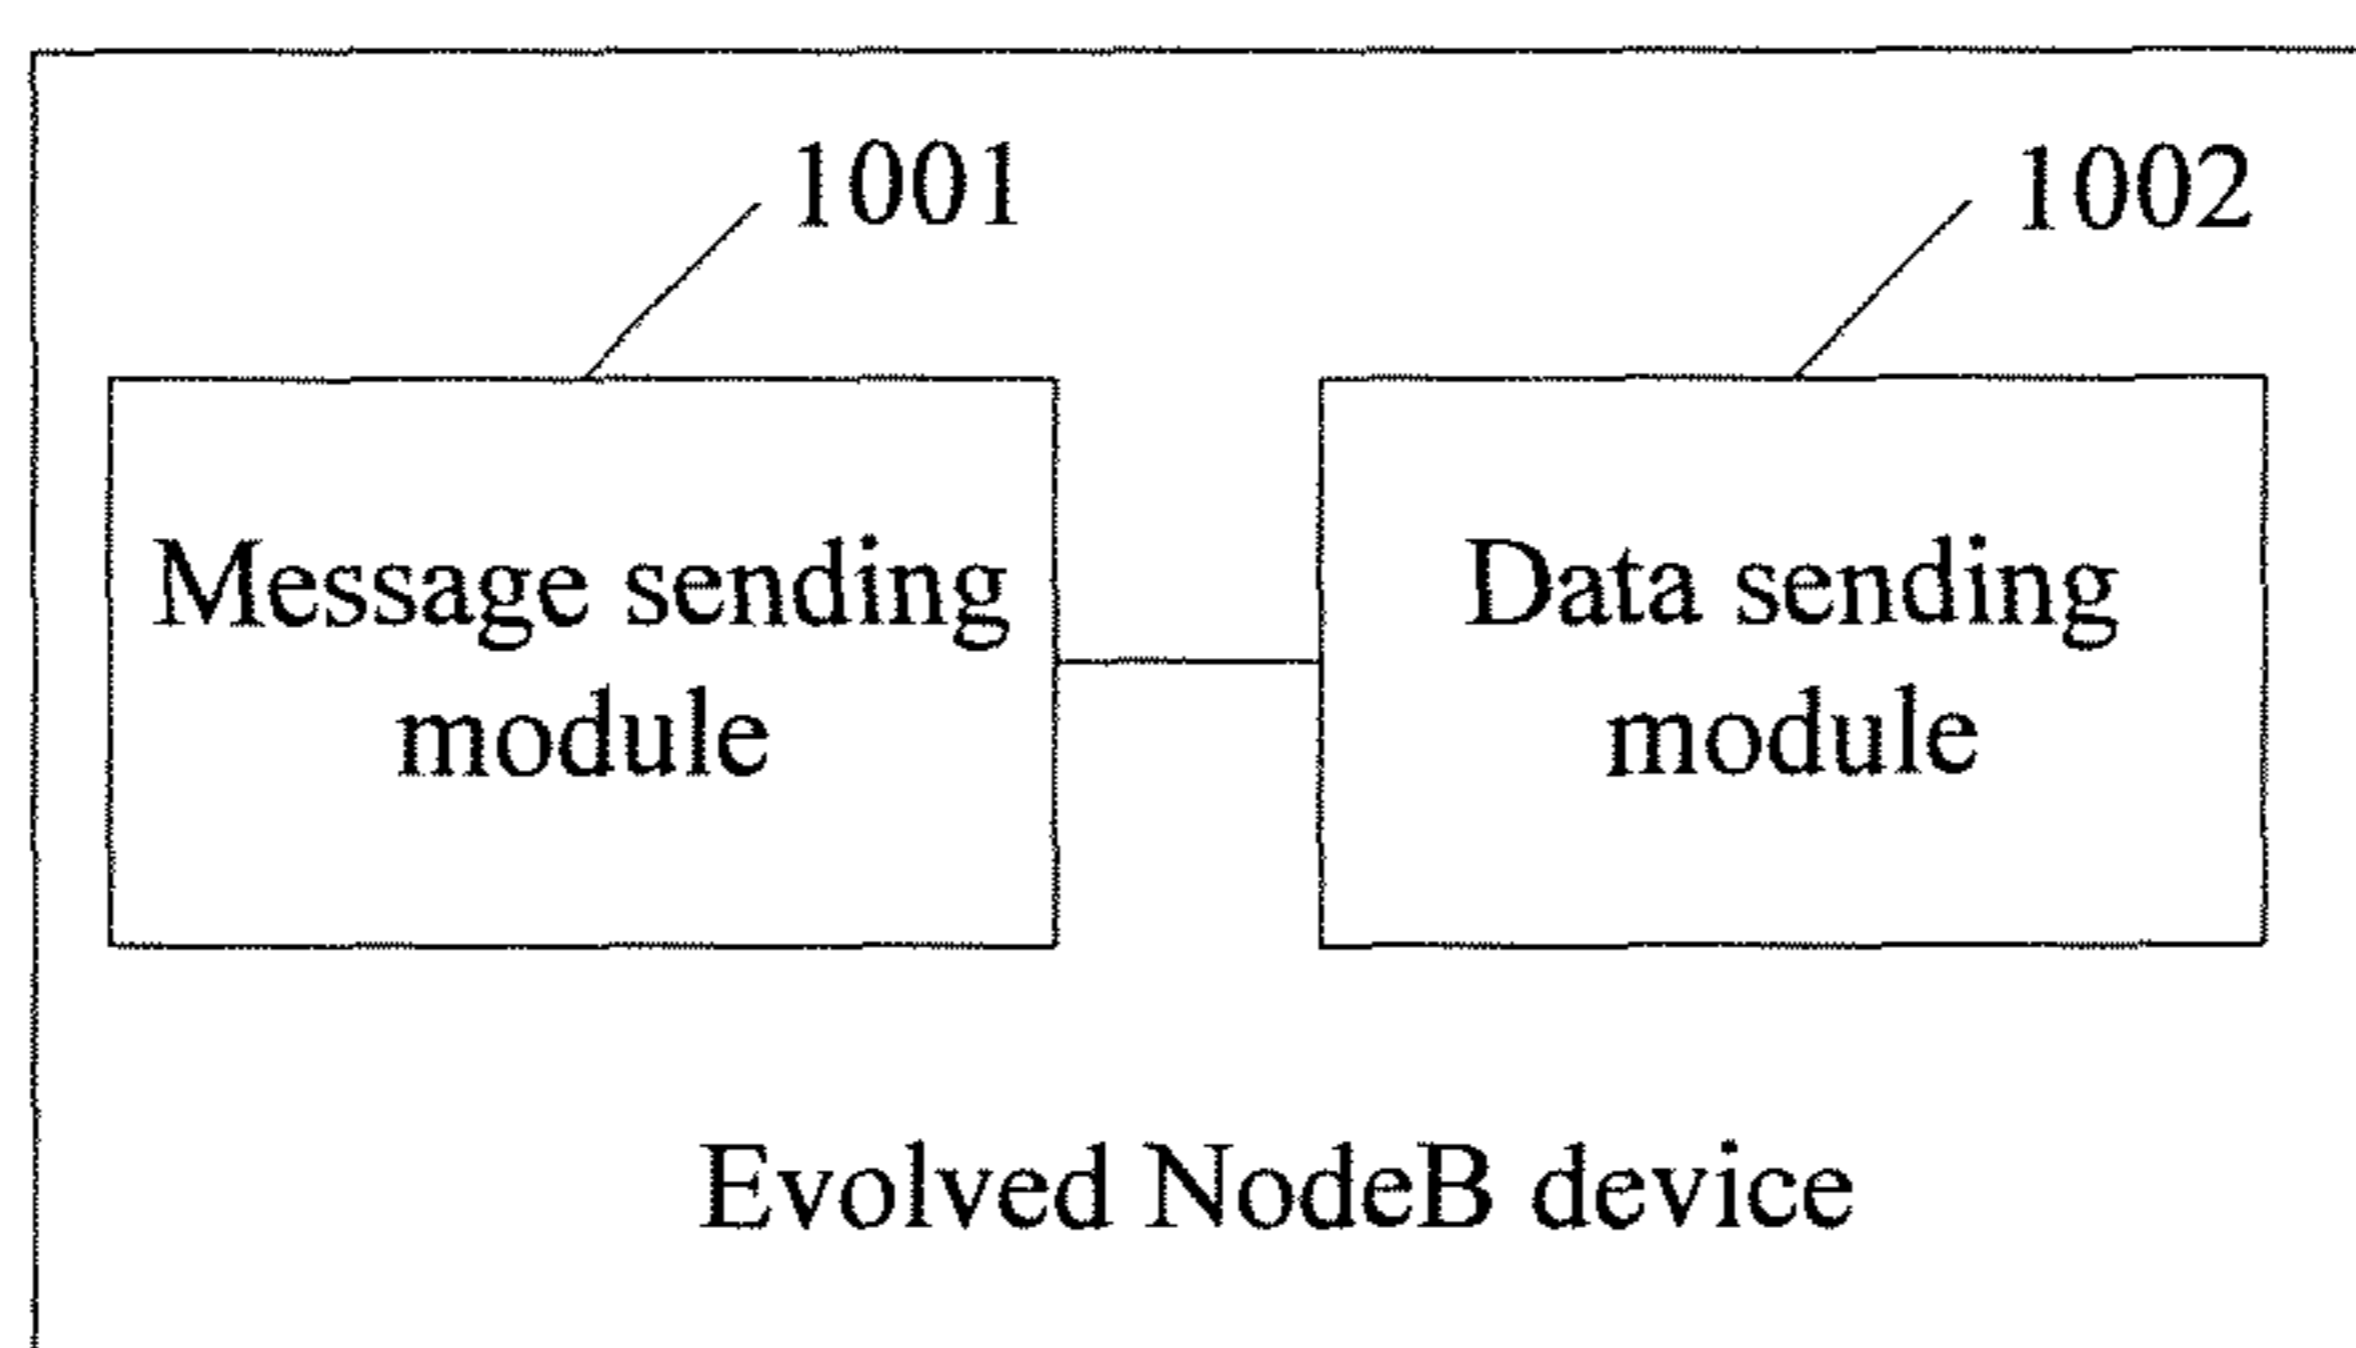 1001
1002
Message sending
module
Data sending
module
Evolved NodeB device